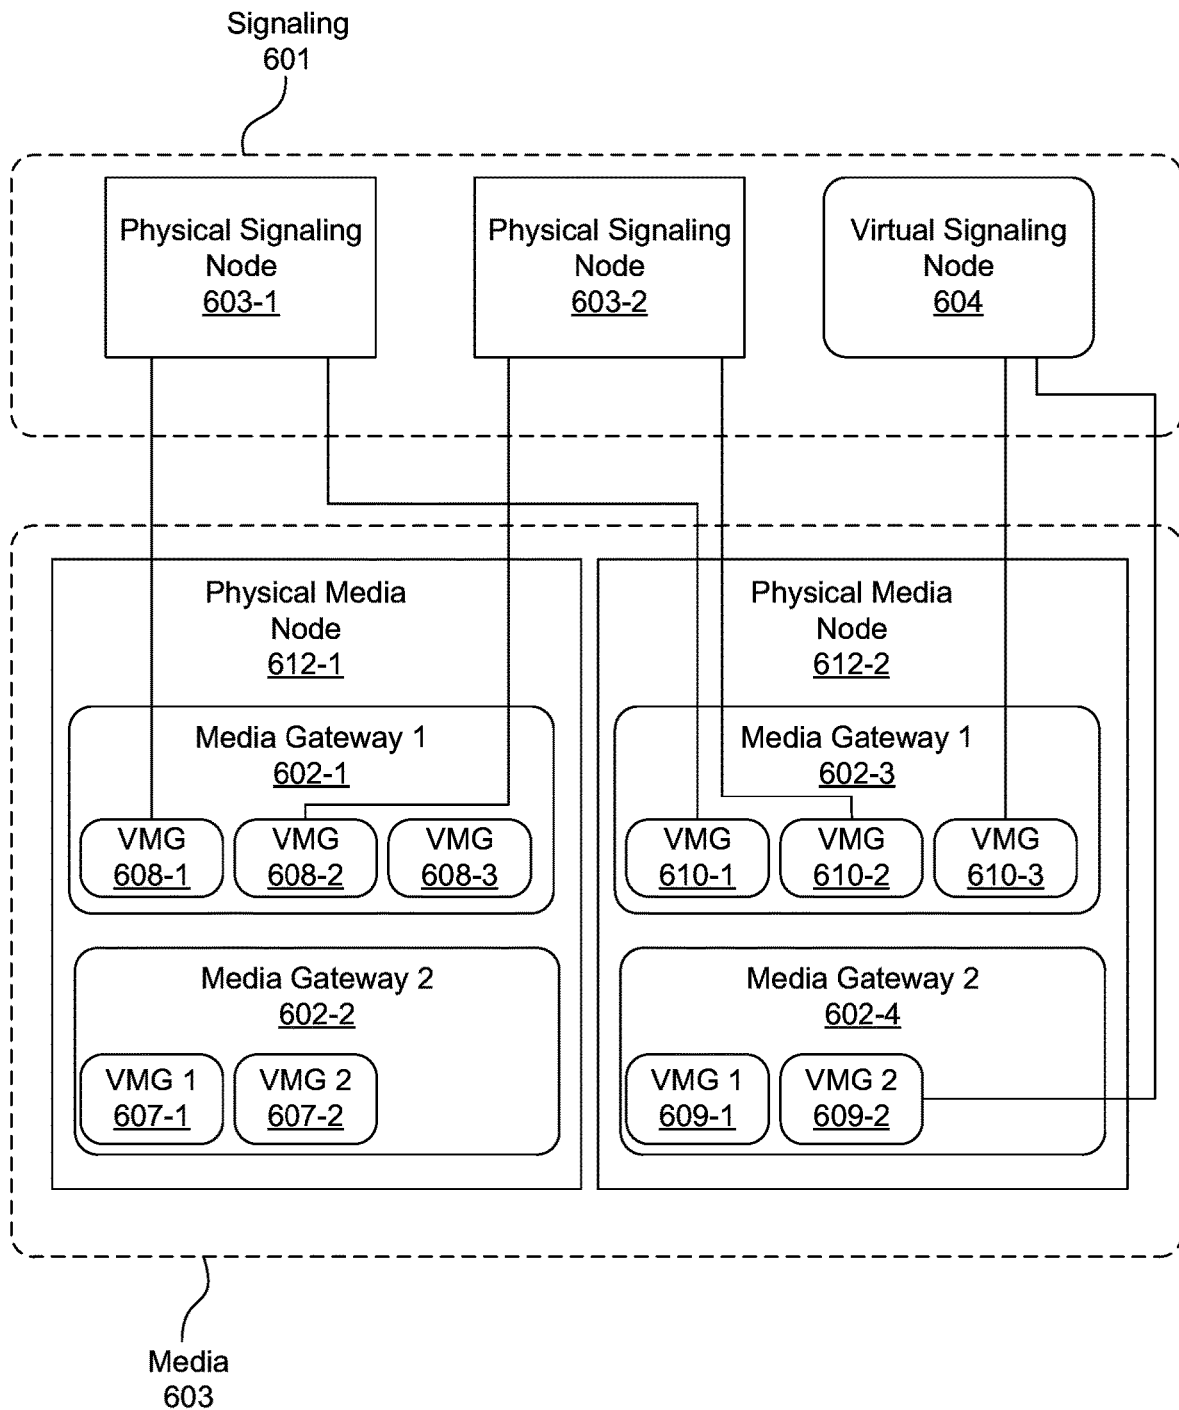 Signaling
601
Physical Signaling
Node
603-1
Physical Signaling
Node
603-2
Virtual Signaling
Node
604
Physical Media
Node
612-1
Media Gateway 1
602-1
VMG
608-1
VMG
608-2
VMG
608-3
Media Gateway 2
602-2
VMG 1
607-1
VMG 2
607-2
Physical Media
Node
612-2
Media Gateway 1
602-3
VMG
610-1
VMG
610-2
VMG
610-3
Media Gateway 2
602-4
VMG 1
609-1
VMG 2
609-2
Media
603